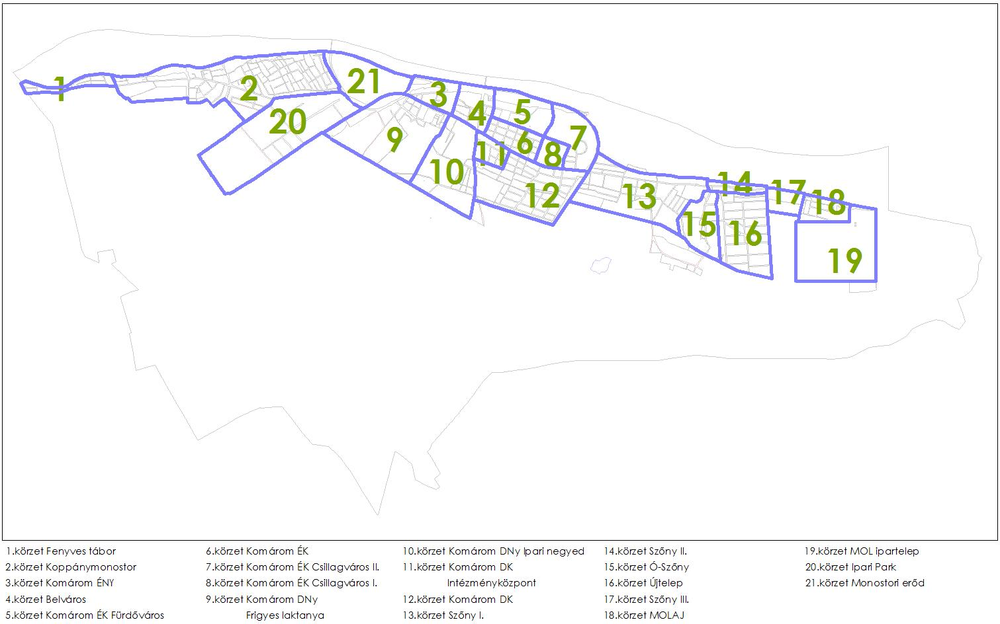 1
2
20
21
3
4
5
9
10
11
6
8
7
12
13
14
15
16
17
18
19
1.körzet Fenyves tábor
2.körzet Koppánymonostor
3.körzet Komárom ÉNY
4.körzet Belváros
5.körzet Komárom ÉK Fürdőváros
6.körzet Komárom ÉK
7.körzet Komárom ÉK Csillagváros II.
8.körzet Komárom ÉK Csillagváros I.
9.körzet Komárom DNy
Frigyes laktanya
10.körzet Komárom DNy Ipari negyed
11.körzet Komárom DK
Intézményközpont
12.körzet Komárom DK
13.körzet Szőny I.
14.körzet Szőny II.
15.körzet Ó-Szőny
16.körzet Újtelep
17.körzet Szőny III.
18.körzet MOLAJ
19.körzet MOL ipartelep
20.körzet Ipari Park
21.körzet Monostori erőd